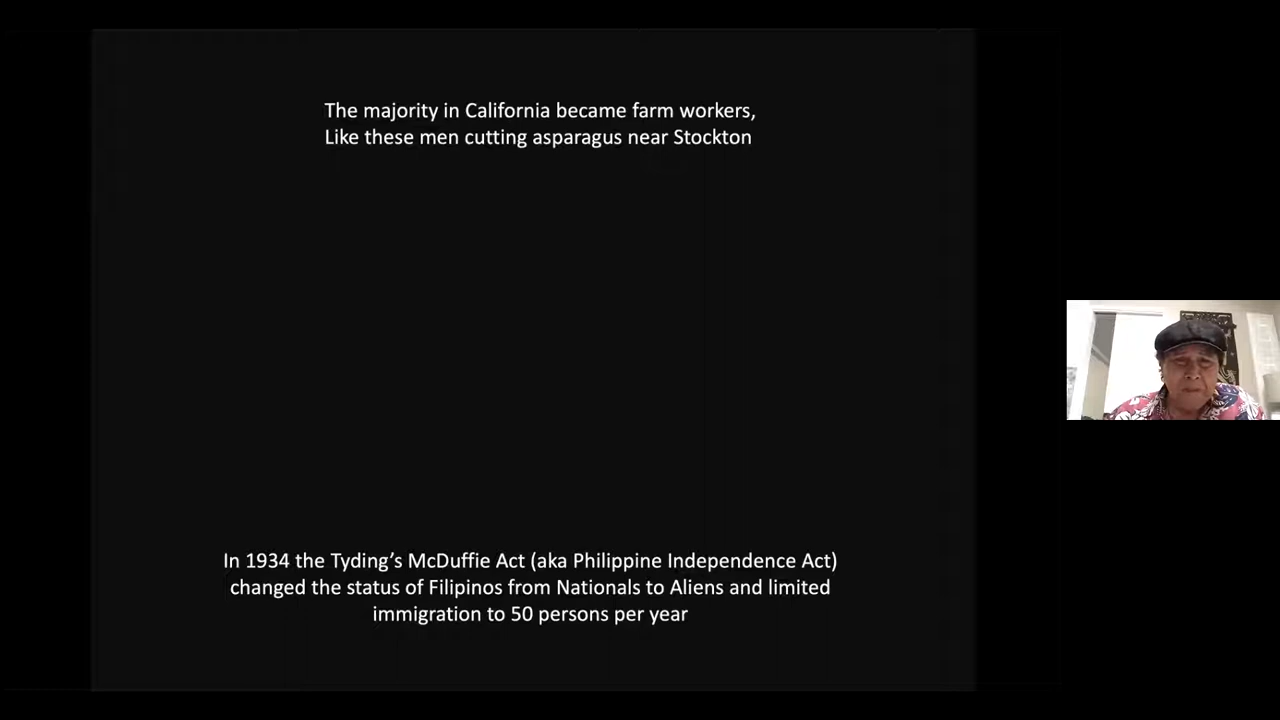 The majority in California became farm workers,
Like these men cutting asparagus near Stockton
In 1934 the Tyding’s McDuffie Act (aka Philippine Independence Act)
changed the status of Filipinos from Nationals to Aliens and limited
immigration to 50 persons per year